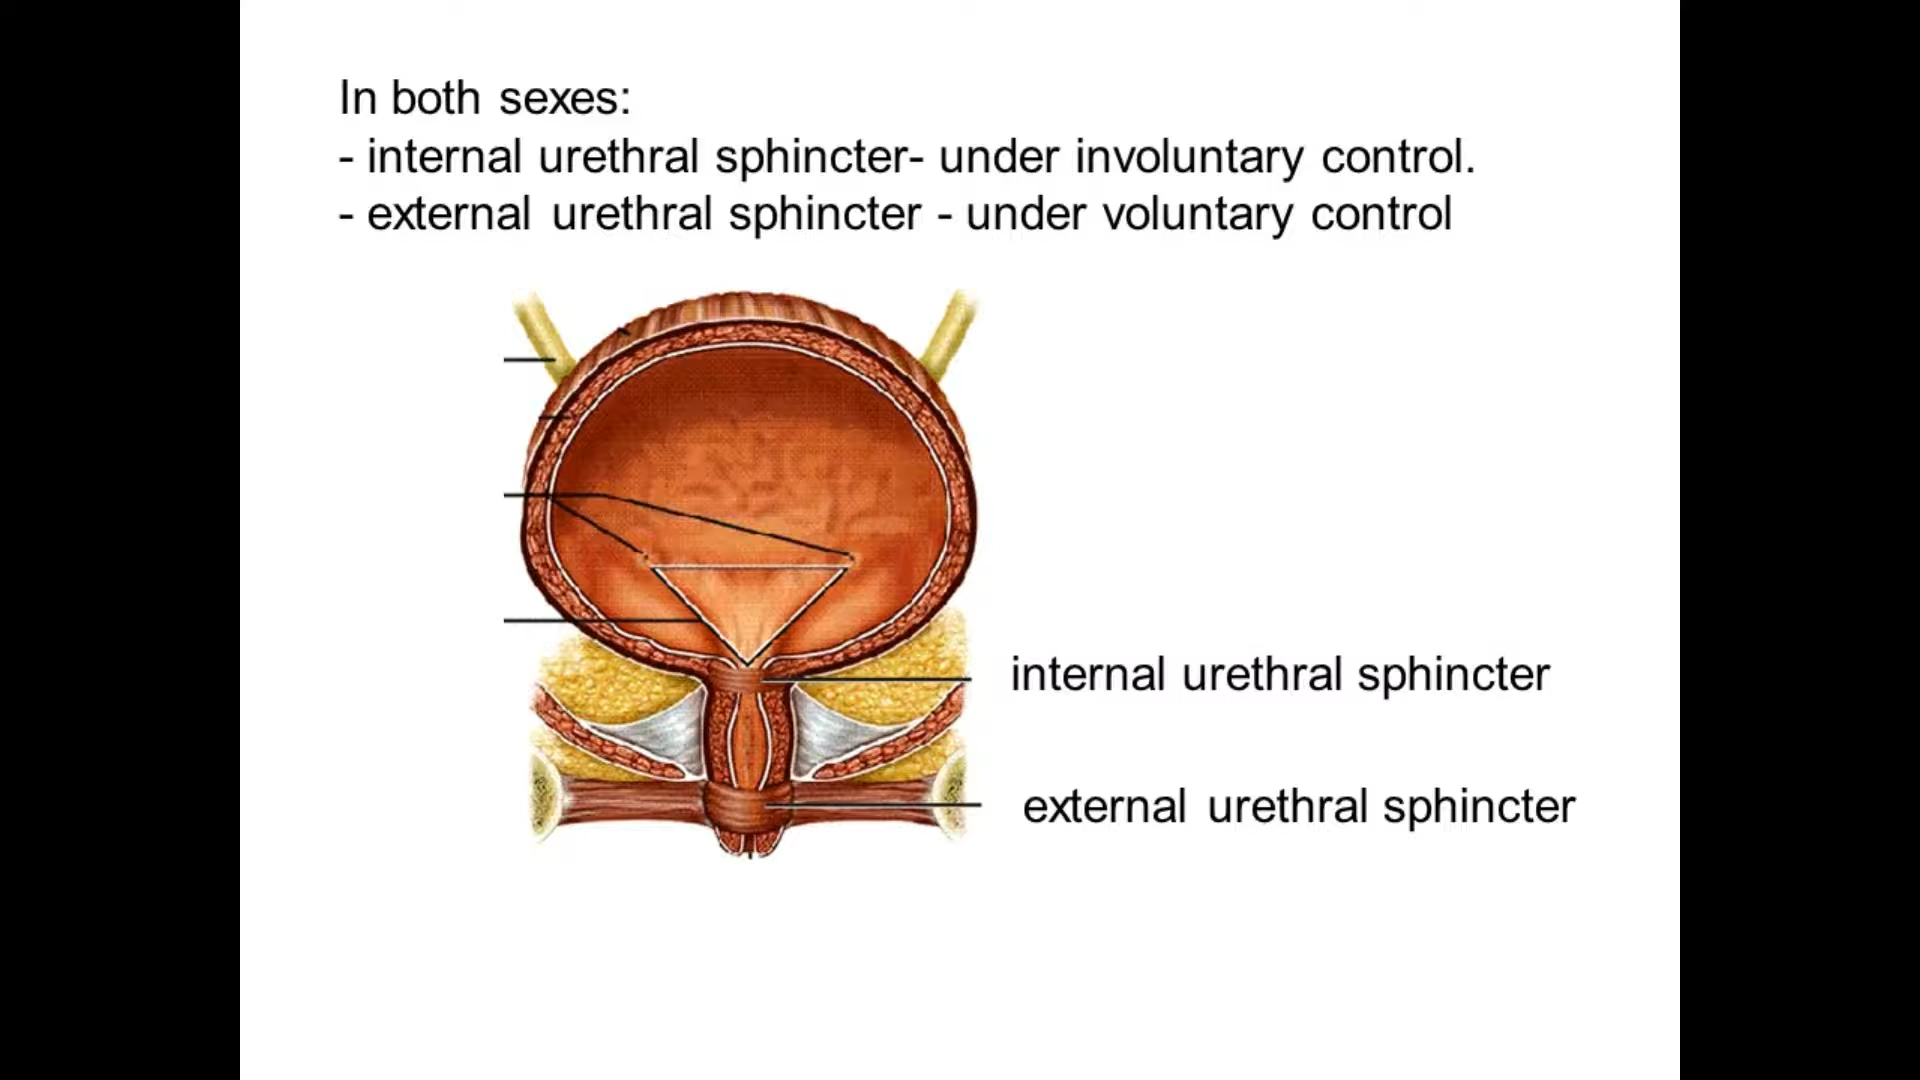 In both sexes:
- internal urethral sphincter- under involuntary control.
- external urethral sphincter - under voluntary control
internal urethral sphincter
external urethral sphincter